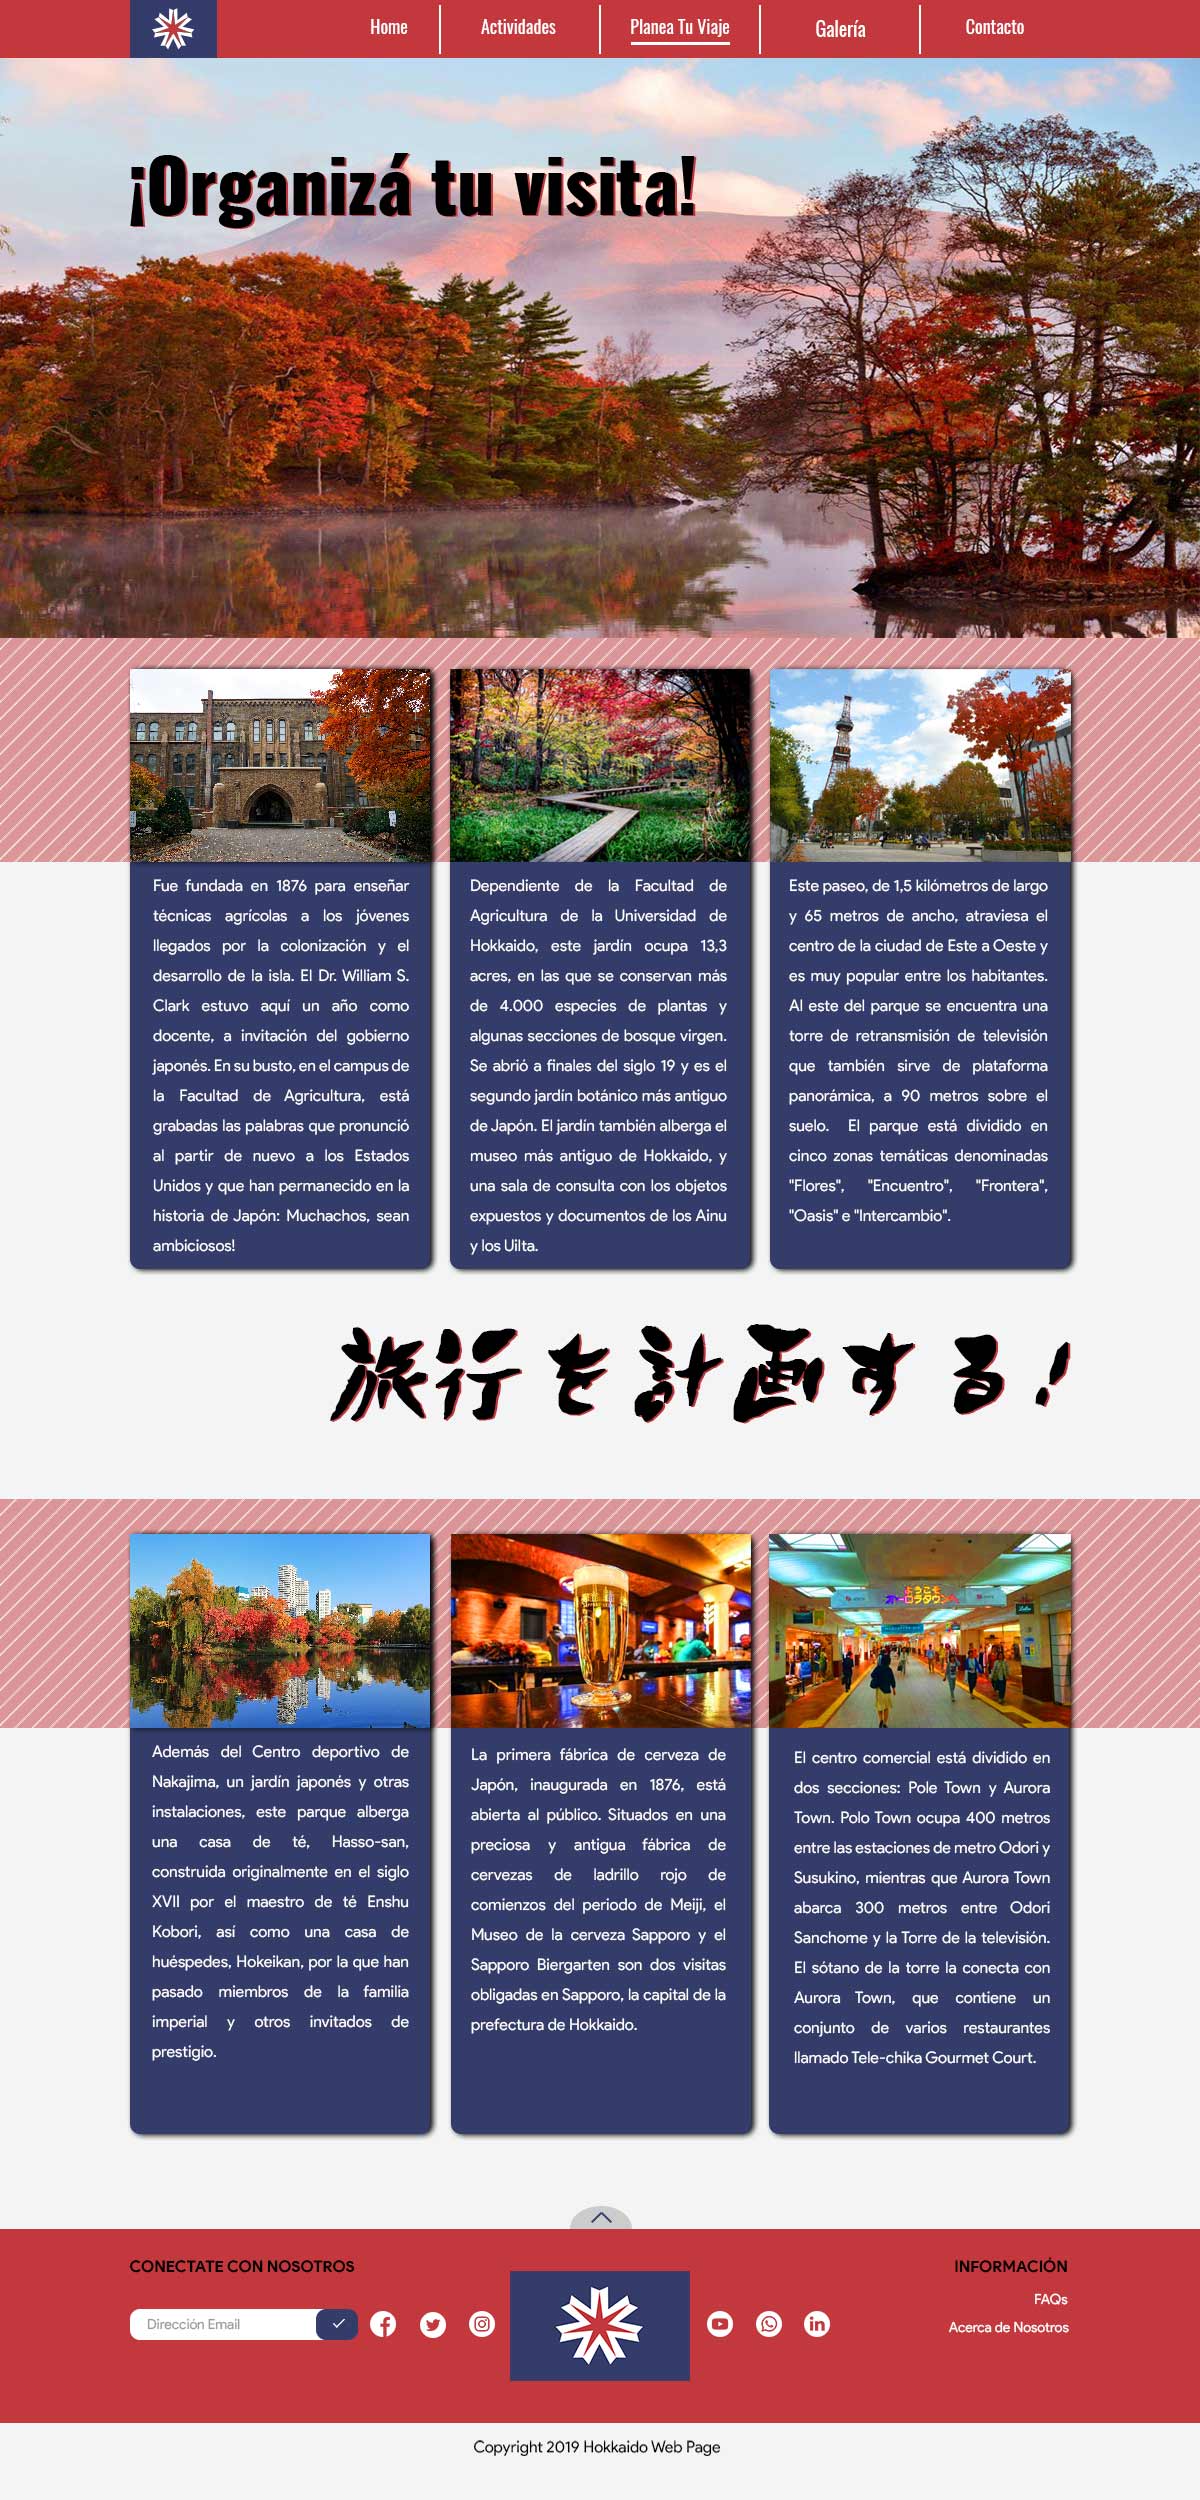 Home
Actividades
Planea Tu Viaje
Galería
Contacto
¡Organizá tu visita!
Fue fundada en 1876 para enseñar
técnicas agrícolas a los jóvenes
llegados por la colonización y el
desarrollo de la isla. El Dr. William S.
Clark estuvo aquí un año como
docente, a invitación del gobierno
japonés. En su busto, en el campus de
la Facultad de Agricultura, está
grabadas las palabras que pronunció
al partir de nuevo a los Estados
Unidos y que han permanecido en la
historia de Japón: Muchachos, sean
ambiciosos!
Dependiente de la Facultad de
Agricultura de la Universidad de
Hokkaido, este jardín ocupa 13,3
acres, en las que se conservan más
de 4.000 especies de plantas y
algunas secciones de bosque virgen.
Se abrió a finales del siglo 19 y es el
segundo jardín botánico más antiguo
de Japón. El jardín también alberga el
museo más antiguo de Hokkaido, y
una sala de consulta con los objetos
expuestos y documentos de los Ainu
y los Uilta.
Este paseo, de 1,5 kilómetros de largo
y 65 metros de ancho, atraviesa el
centro de la ciudad de Este a Oeste y
es muy popular entre los habitantes.
Al este del parque se encuentra una
torre de retransmisión de televisión
que también sirve de plataforma
panorámica, a 90 metros sobre el
suelo. El parque está dividido en
cinco zonas temáticas denominadas
"Flores", "Encuentro", "Frontera",
"Oasis" e "Intercambio".
旅行を計画する!
ようこそ
オーロラタウンへ
Además del Centro deportivo de
Nakajima, un jardín japonés y otras
instalaciones, este parque alberga
una casa de té, Hasso-san,
construida originalmente en el siglo
XVII por el maestro de té Enshu
Kobori, así como una casa de
huéspedes, Hokeikan, por la que han
pasado miembros de la familia
imperial y otros invitados de
prestigio.
La primera fábrica de cerveza de
Japón, inaugurada en 1876, está
abierta al público. Situados en una
preciosa y antigua fábrica de
cervezas de ladrillo rojo de
comienzos del periodo de Meiji, el
Museo de la cerveza Sapporo y el
Sapporo Biergarten son dos visitas
obligadas en Sapporo, la capital de la
prefectura de Hokkaido.
El centro comercial está dividido en
dos secciones: Pole Town y Aurora
Town. Polo Town ocupa 400 metros
entre las estaciones de metro Odori y
Susukino, mientras que Aurora Town
abarca 300 metros entre Odori
Sanchome y la Torre de la televisión.
El sótano de la torre la conecta con
Aurora Town, que contiene un
conjunto de varios restaurantes
llamado Tele-chika Gourmet Court.
CONECTATE CON NOSOTROS
Dirección Email
INFORMACIÓN
FAQs
Acerca de Nosotros
Copyright 2019 Hokkaido Web Page